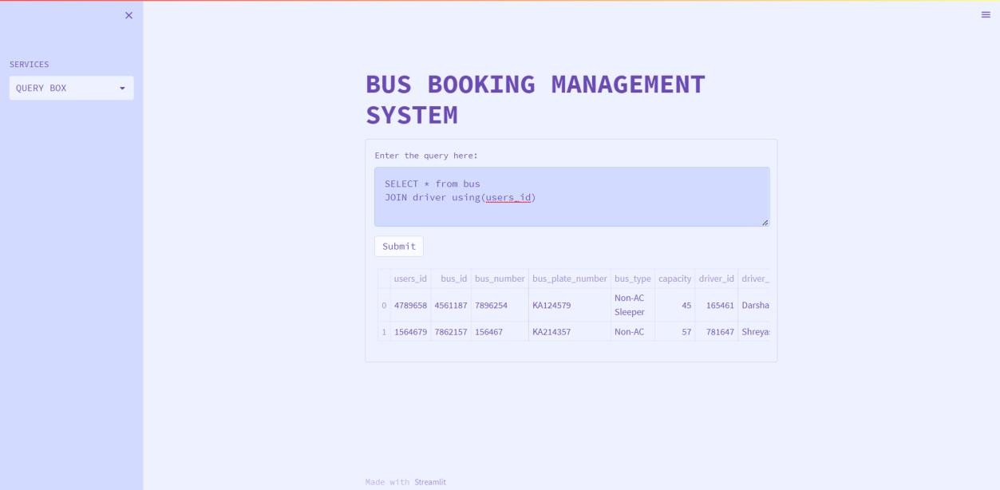 SERVICES
QUERY BOX
BUS BOOKING MANAGEMENT
SYSTEM
Enter the query here:
SELECT * from bus
JOIN driver using(users_id)
Submit
users_id bus_id bus_number bus_plate_number bus_type capacity driver_id driver_
0 4789658 4561187 7896254 KA124579 Non-AC Sleeper 45 165461 Darsha
1 1564679 7862157 156467 KA214357 Non-AC 57 781647 Shreya
Made with Streamlit